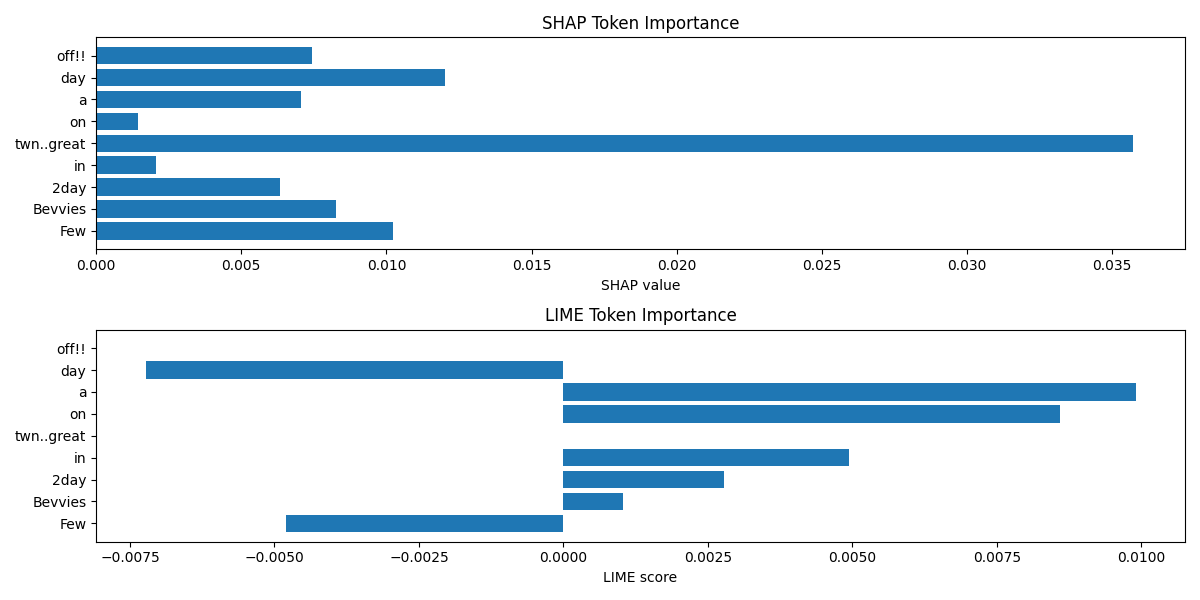 SHAP Token Importance
off!!
day
a
on
twn..great
in
2day
Bevvies
Few
0.000 0.005 0.010 0.015 0.020 0.025 0.030 0.035
SHAP value
LIME Token Importance
off!!
day
a
on
twn..great
in
2day
Bevvies
Few
−0.0075 −0.0050 −0.0025 0.0000 0.0025 0.0050 0.0075 0.0100
LIME score